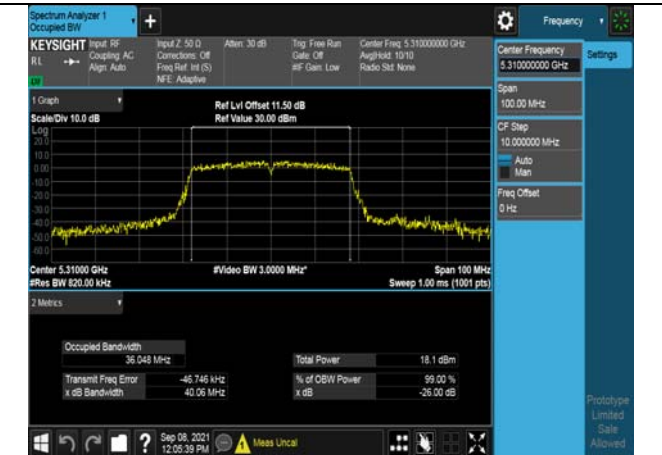 Spectrum Analyzer 1
Occupied BW
+
Frequency
KEYSIGHT
RL
Input: RF
Coupling: AC
Align: Auto
Input Z: 50 Ω
Corrections: Off
Freq Ref: Int (S)
NFE: Adaptive
Atten: 30 dB
Trig: Free Run
Gate: Off
#IF Gain: Low
Center Freq: 5.310000000 GHz
Avg|Hold: 10/10
Radio Std: None
Center Frequency
5.310000000 GHz
Settings
Span
100.00 MHz
CF Step
10.000000 MHz
Auto
Man
Freq Offset
0 Hz
1 Graph
Scale/Div 10.0 dB
Ref Lvl Offset 11.50 dB
Ref Value 30.00 dBm
Log
20.0
10.0
0.00
-10.0
-20.0
-30.0
-40.0
-50.0
-60.0
Center 5.31000 GHz
#Res BW 820.00 kHz
#Video BW 3.0000 MHz*
Span 100 MHz
Sweep 1.00 ms (1001 pts)
2 Metrics
Occupied Bandwidth
36.048 MHz
Total Power 18.1 dBm
Transmit Freq Error -46.746 kHz
% of OBW Power 99.00 %
x dB Bandwidth 40.06 MHz
x dB -26.00 dB
Prototype
Limited
Sale
Allowed
?
Sep 08, 2021
12:05:39 PM
Meas Uncal